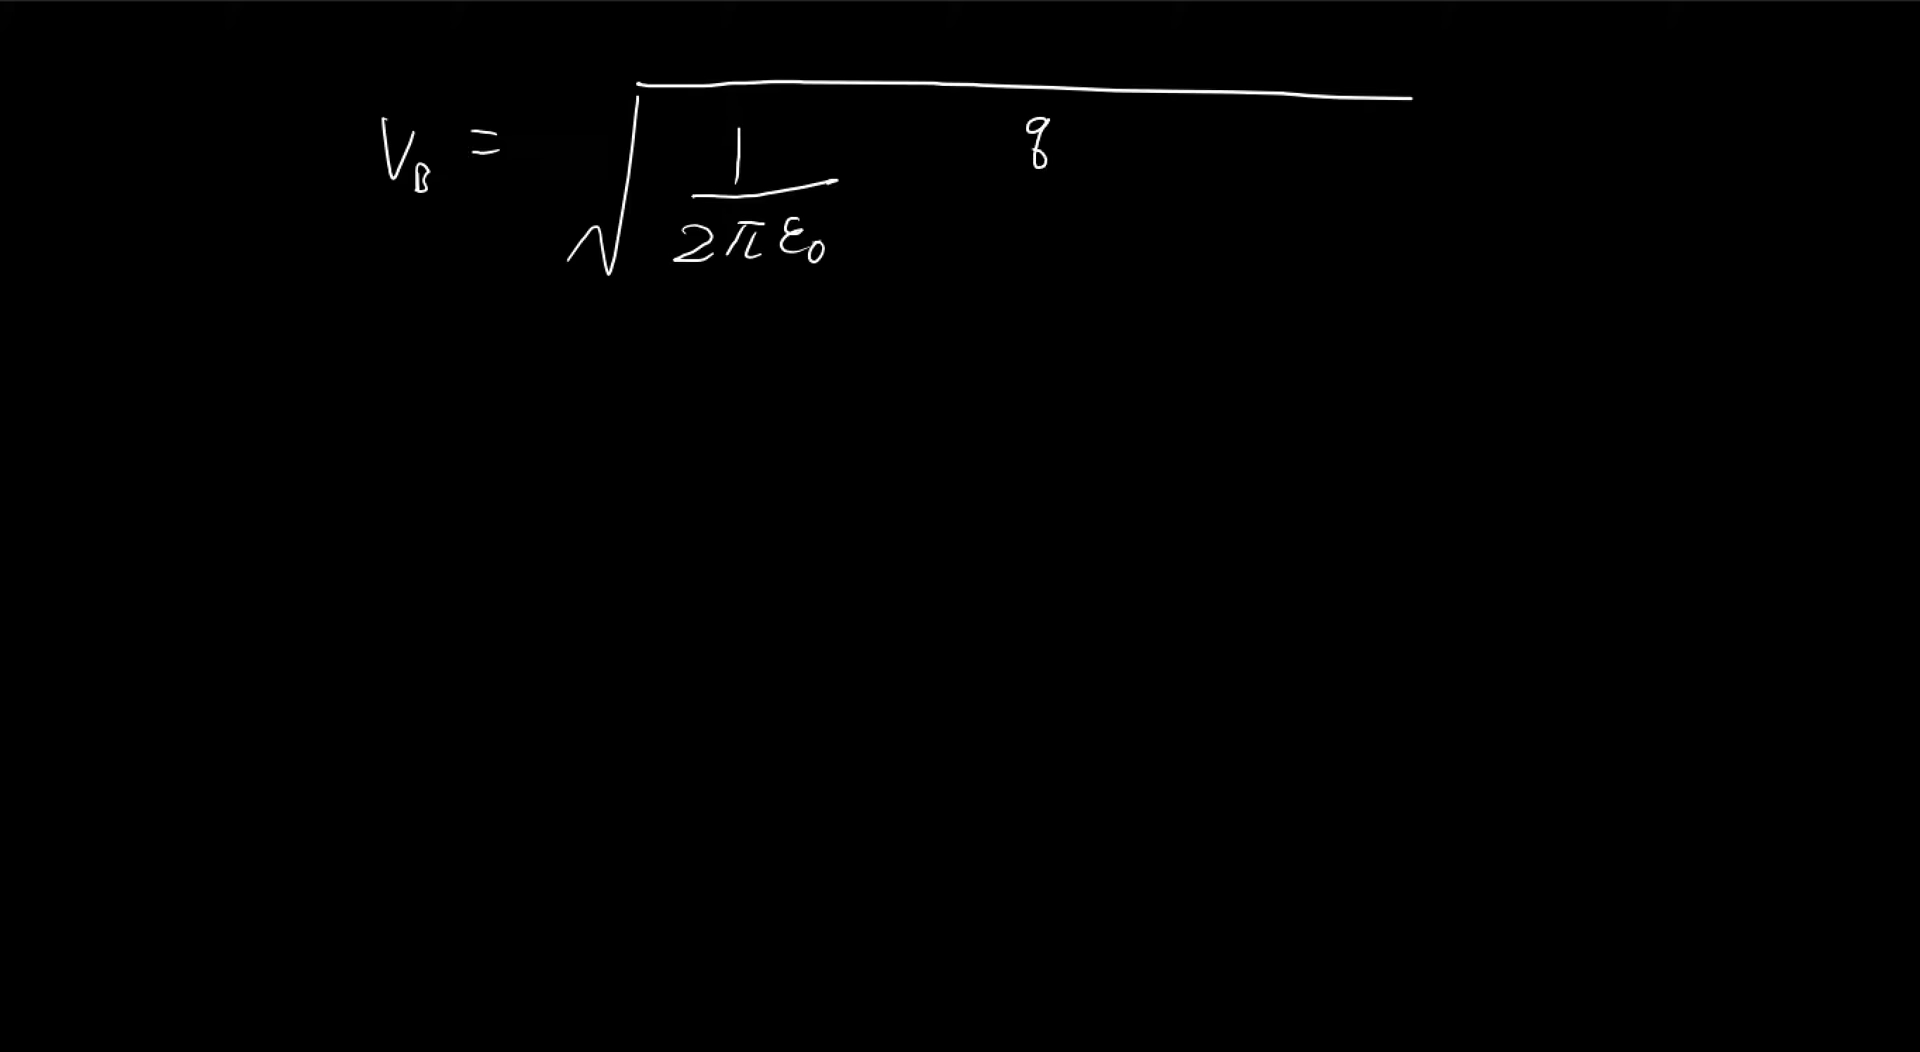 V_B = √(1/(2πε₀) q)